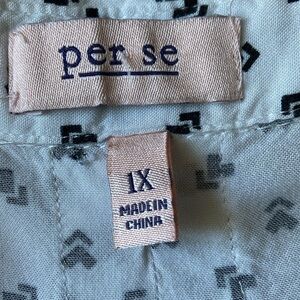 per se
1X
MADE IN
CHINA